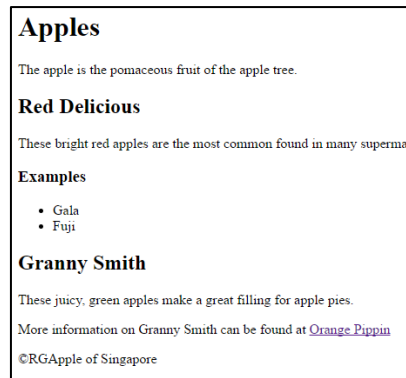 Apples
The apple is the pomaceous fruit of the apple tree.
Red Delicious
These bright red apples are the most common found in many superma
Examples
• Gala
• Fuji
Granny Smith
These juicy, green apples make a great filling for apple pies.
More information on Granny Smith can be found at Orange Pippin
©RGApple of Singapore